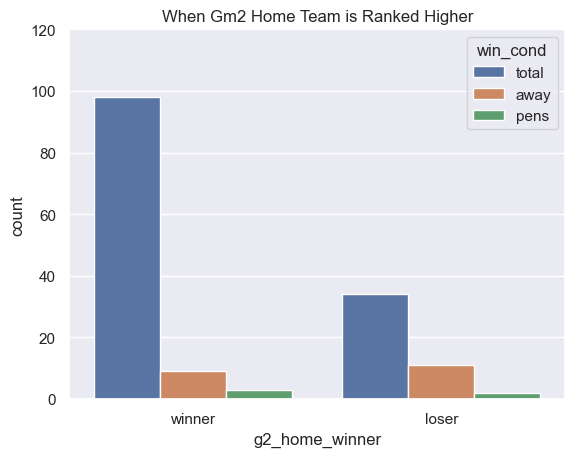 When Gm2 Home Team is Ranked Higher
120
100
80
60
40
20
0
count
win_cond
total
away
pens
winner
loser
g2_home_winner